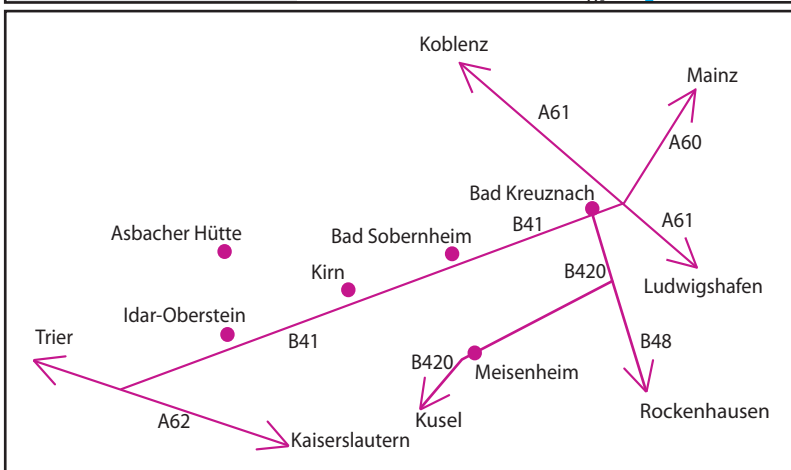 Koblenz
Mainz
A61
A60
Bad Kreuznach
A61
B41
Asbacher Hütte
Bad Sobernheim
Kirn
B420
Ludwigshafen
Idar-Oberstein
Trier
B41
B48
B420
Meisenheim
A62
Kusel
Rockenhausen
Kaiserslautern